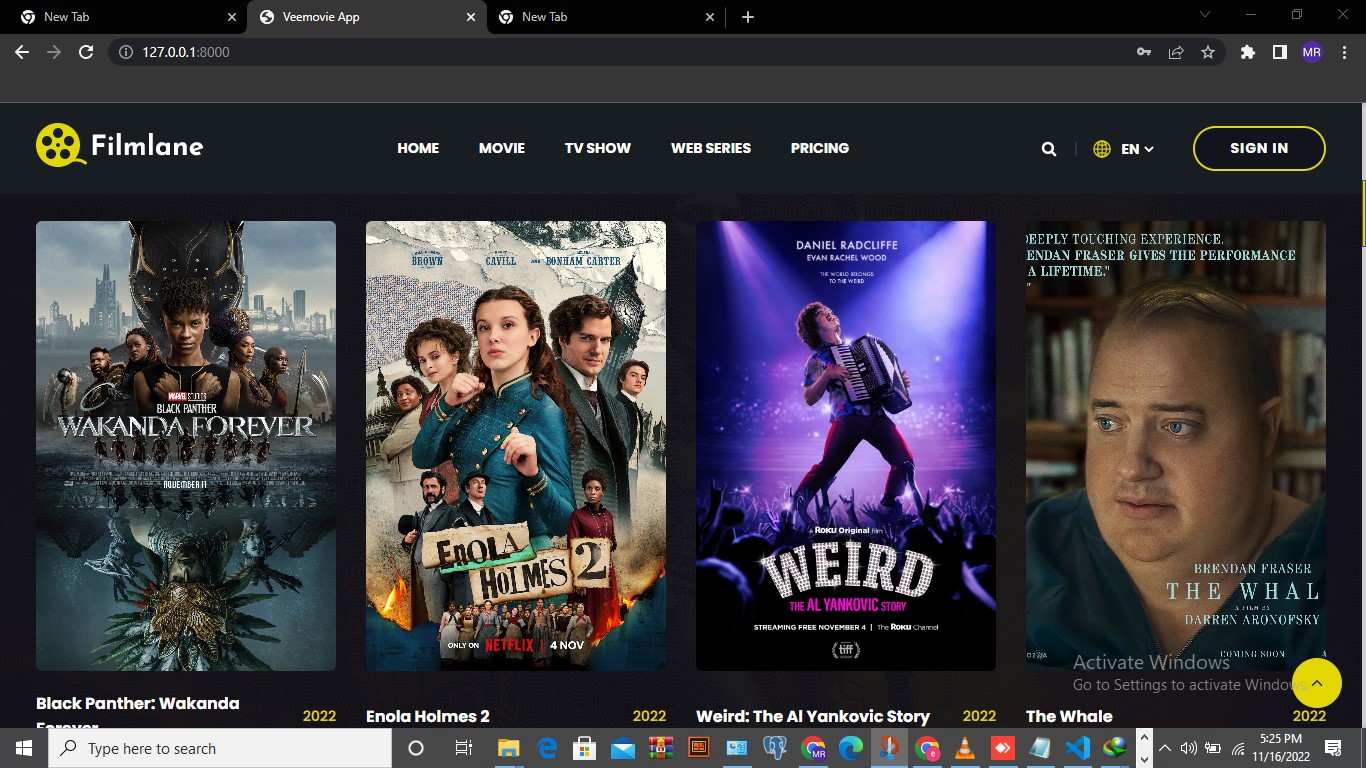 New Tab
Veemovie App
New Tab
127.0.0.1:8000
MR
Filmlane
HOME
MOVIE
TV SHOW
WEB SERIES
PRICING
EN
SIGN IN
MARVEL STUDIOS
BLACK PANTHER
WAKANDA FOREVER
NOVEMBER 11
BROWN
CAVILL
AND
BONHAM CARTER
ENOLA
HOLMES 2
ONLY ON NETFLIX | 4 NOV
DANIEL RADCLIFFE
EVAN RACHEL WOOD
THE WORLD BELONGS
TO THE WEIRD
A ROKU Original film
WEIRD
THE AL YANKOVIC STORY
STREAMING FREE NOVEMBER 4 | The ROKU Channel
tiff
DEEPLY TOUCHING EXPERIENCE.
ENDAN FRASER GIVES THE PERFORMANCE
A LIFETIME."
BRENDAN FRASER
THE WHAL
A FILM BY
DARREN ARONOFSKY
COMING SOON
Black Panther: Wakanda
Forever
2022
Enola Holmes 2
2022
Weird: The Al Yankovic Story
2022
The Whale
2022
Activate Windows
Go to Settings to activate Windows.
Type here to search
MR
e
5:25 PM
11/16/2022